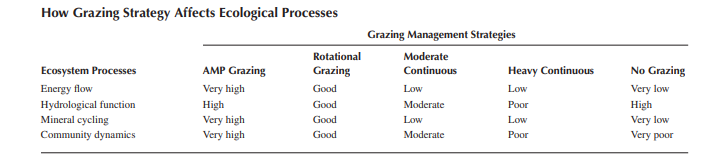 How Grazing Strategy Affects Ecological Processes
Grazing Management Strategies
Rotational Moderate
Ecosystem Processes AMP Grazing Grazing Continuous Heavy Continuous No Grazing
Energy flow Very high Good Low Low Very low
Hydrological function High Good Moderate Poor High
Mineral cycling Very high Good Low Low Very low
Community dynamics Very high Good Moderate Poor Very poor